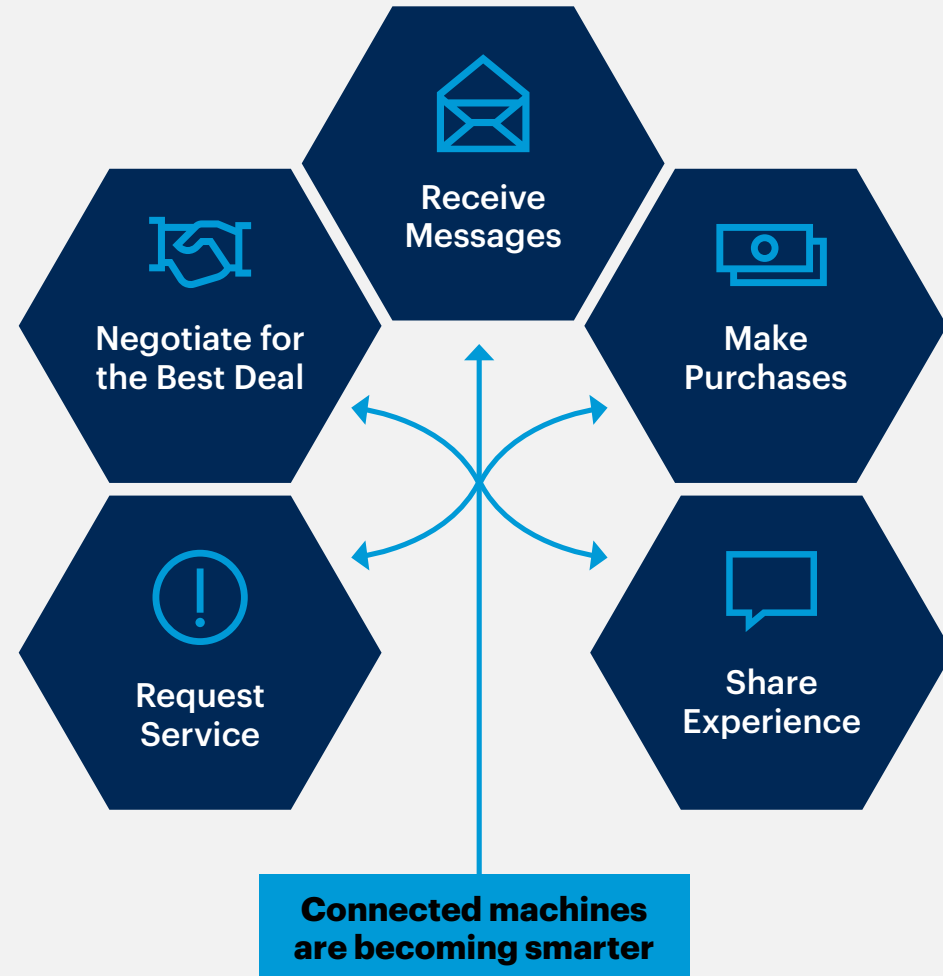 Receive
Messages
Negotiate for
the Best Deal
Make
Purchases
Request
Service
Share
Experience
Connected machines
are becoming smarter